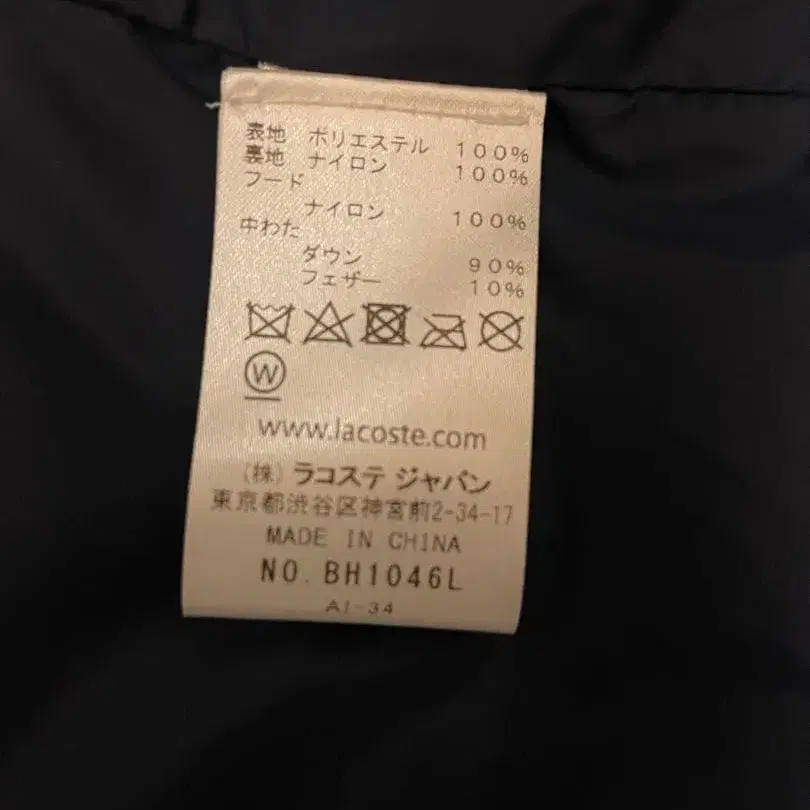 表地 ポリエステル 100%
裏地 ナイロン 100%
フード
ナイロン 100%
中わた
ダウン 90%
フェザー 10%
W
www.lacoste.com
(株) ラコステ ジャパン
東京都渋谷区神宮前2-34-17
MADE IN CHINA
NO. BH1046L
AI-34